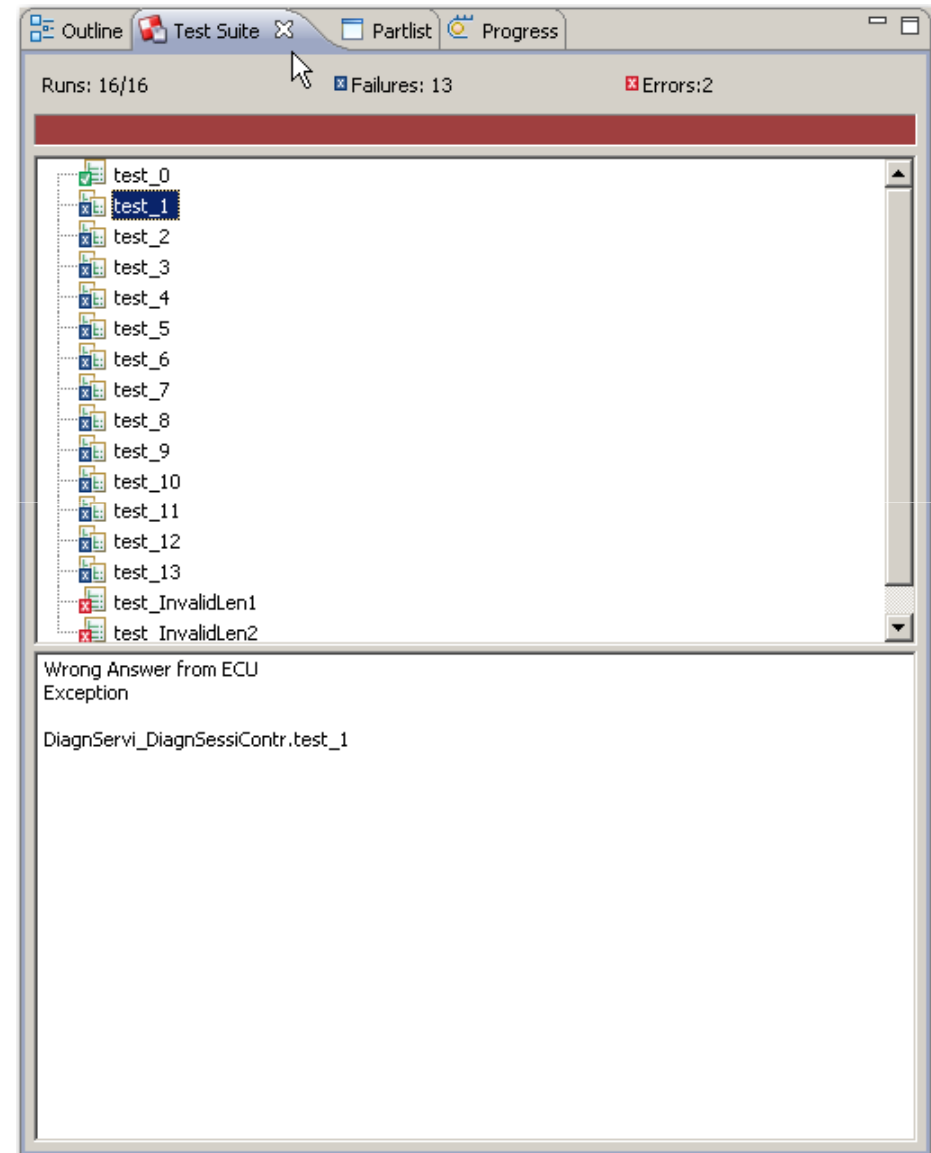 Outline Test Suite Partlist Progress
Runs: 16/16 Failures: 13 Errors:2
test_0
test_1
test_2
test_3
test_4
test_5
test_6
test_7
test_8
test_9
test_10
test_11
test_12
test_13
test_InvalidLen1
test_InvalidLen2
Wrong Answer from ECU
Exception
DiagnServi_DiagnSessiContr.test_1